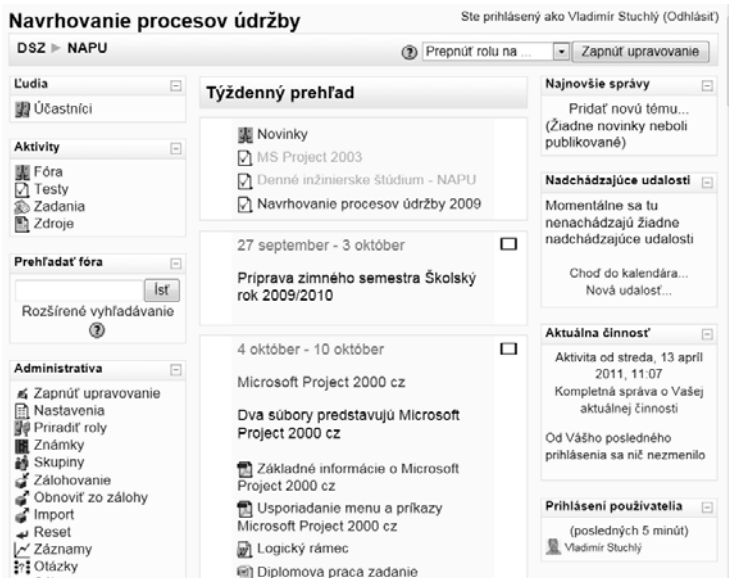 Navrhovanie procesov údržby
Ste prihlásený ako Vladimír Stuchlý (Odhlásiť)
DSZ ► NAPU
Prepnúť rolu na ...
Zapnúť upravovanie
Ľudia
Účastníci
Aktivity
Fóra
Testy
Zadania
Zdroje
Prehľadať fóra
Ísť
Rozšírené vyhľadávanie
Administratíva
Zapnúť upravovanie
Nastavenia
Priradiť roly
Známky
Skupiny
Zálohovanie
Obnoviť zo zálohy
Import
Reset
Záznamy
Otázky
Týždenný prehľad
Novinky
MS Project 2003
Denné inžinierske štúdium - NAPU
Navrhovanie procesov údržby 2009
27 september - 3 október
Príprava zimného semestra Školský
rok 2009/2010
4 október - 10 október
Microsoft Project 2000 cz
Dva súbory predstavujú Microsoft
Project 2000 cz
Základné informácie o Microsoft
Project 2000 cz
Usporiadanie menu a príkazy
Microsoft Project 2000 cz
Logický rámec
Diplomova praca zadanie
Najnovšie správy
Pridať novú tému...
(Žiadne novinky neboli
publikované)
Nadchádzajúce udalosti
Momentálne sa tu
nenachádzajú žiadne
nadchádzajúce udalosti
Choď do kalendára...
Nová udalosť...
Aktuálna činnosť
Aktivita od streda, 13 apríl
2011, 11:07
Kompletná správa o Vašej
aktuálnej činnosti
Od Vášho posledného
prihlásenia sa nič nezmenilo
Prihlásení používatelia
(posledných 5 minút)
Vladimír Stuchlý